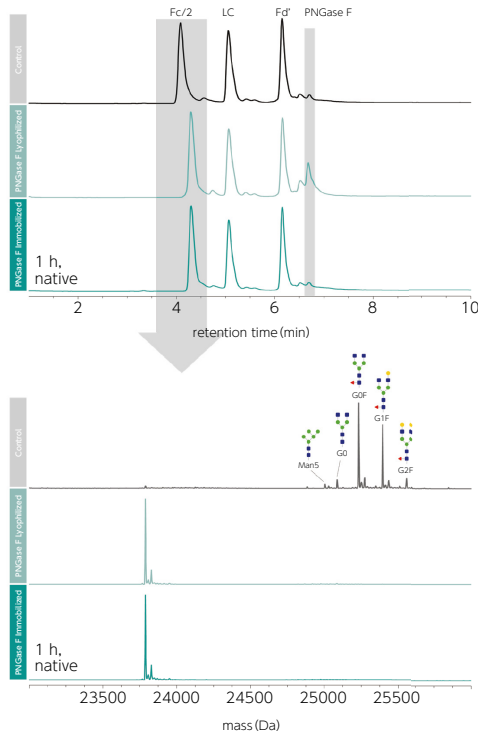 Fc/2 LC Fd' PNGase F
Control
PNGase F Lyophilized
PNGase F Immobilized
1 h,
native
2 4 6 8 10
retention time (min)
Control
Man5 G0 G0F G1F G2F
PNGase F Lyophilized
PNGase F Immobilized
1 h,
native
23500 24000 24500 25000 25500
mass (Da)